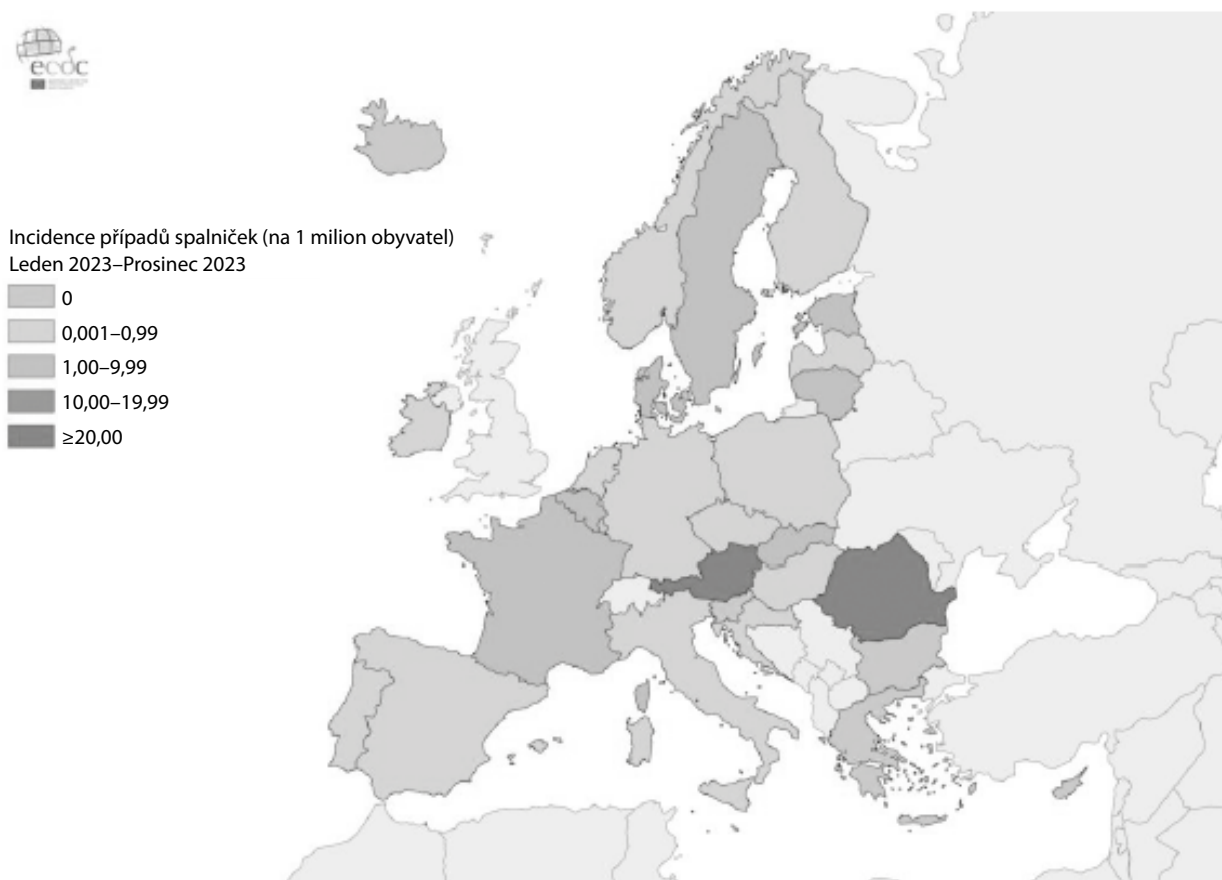 ecdc
Incidence případů spalniček (na 1 milion obyvatel)
Leden 2023–Prosinec 2023
0
0,001–0,99
1,00–9,99
10,00–19,99
≥20,00